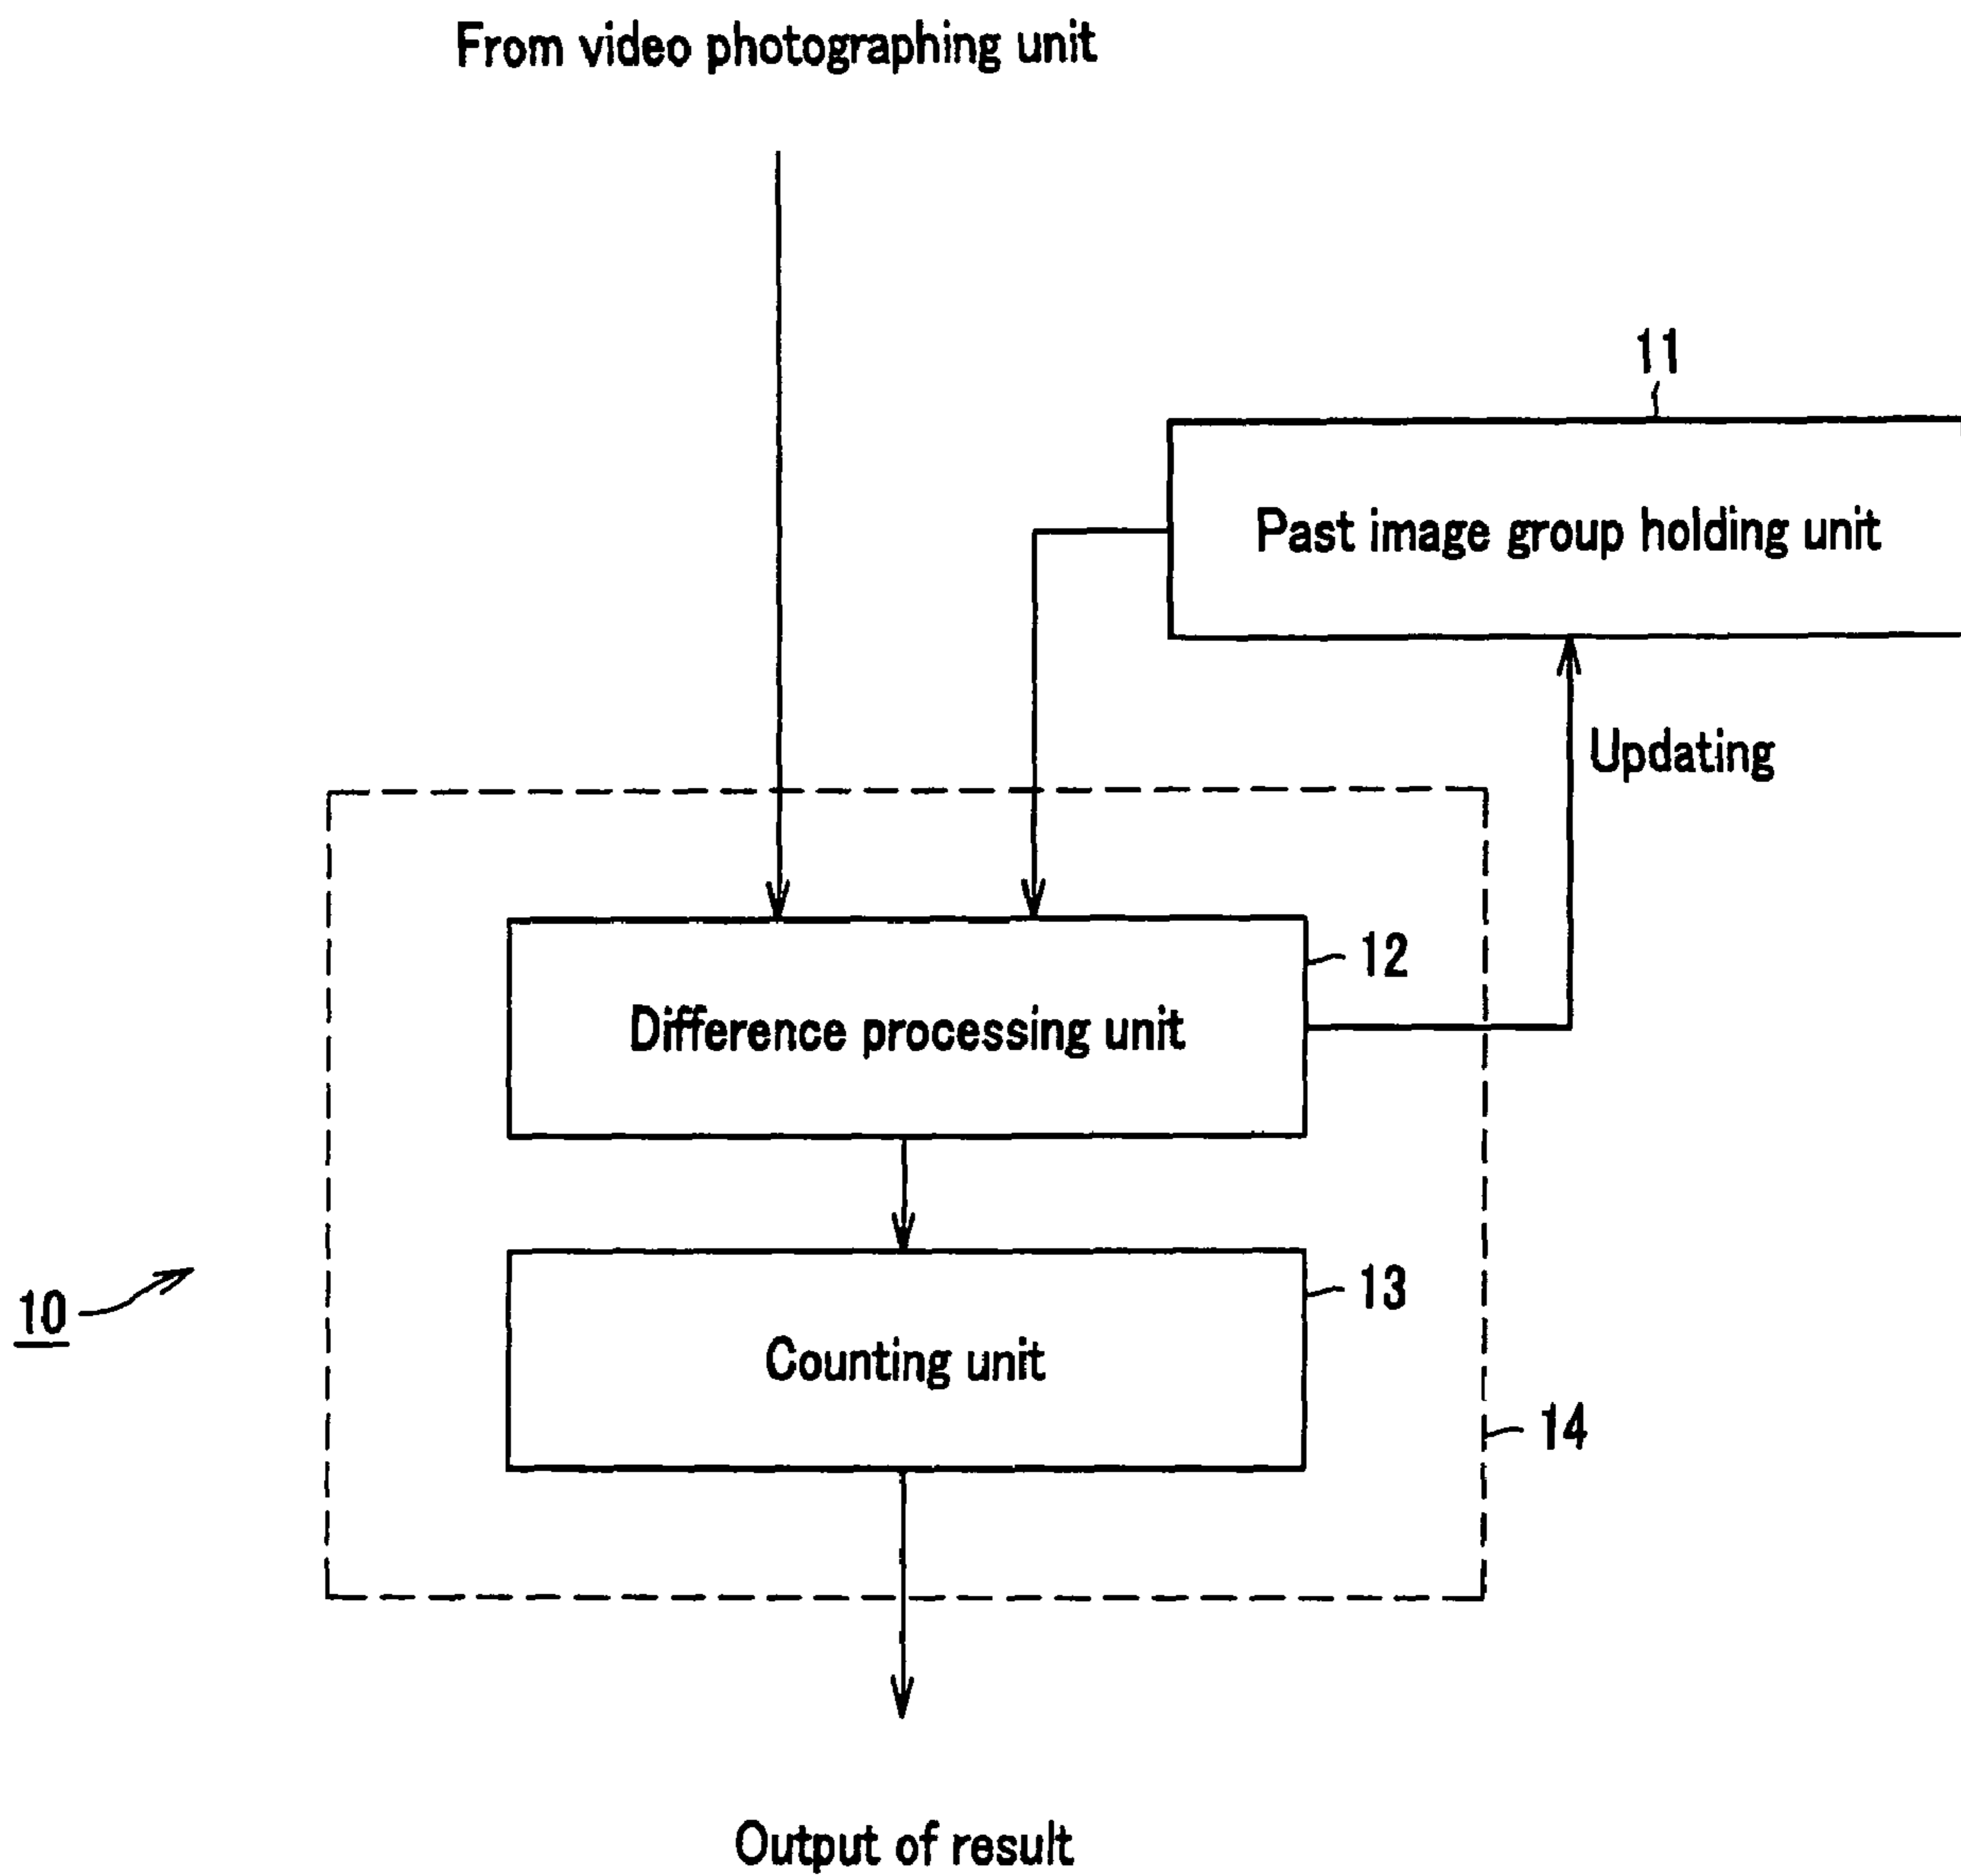 From video photographing unit
11
Past image group holding unit
Updating
12
Difference processing unit
13
10
Counting unit
14
Output of result